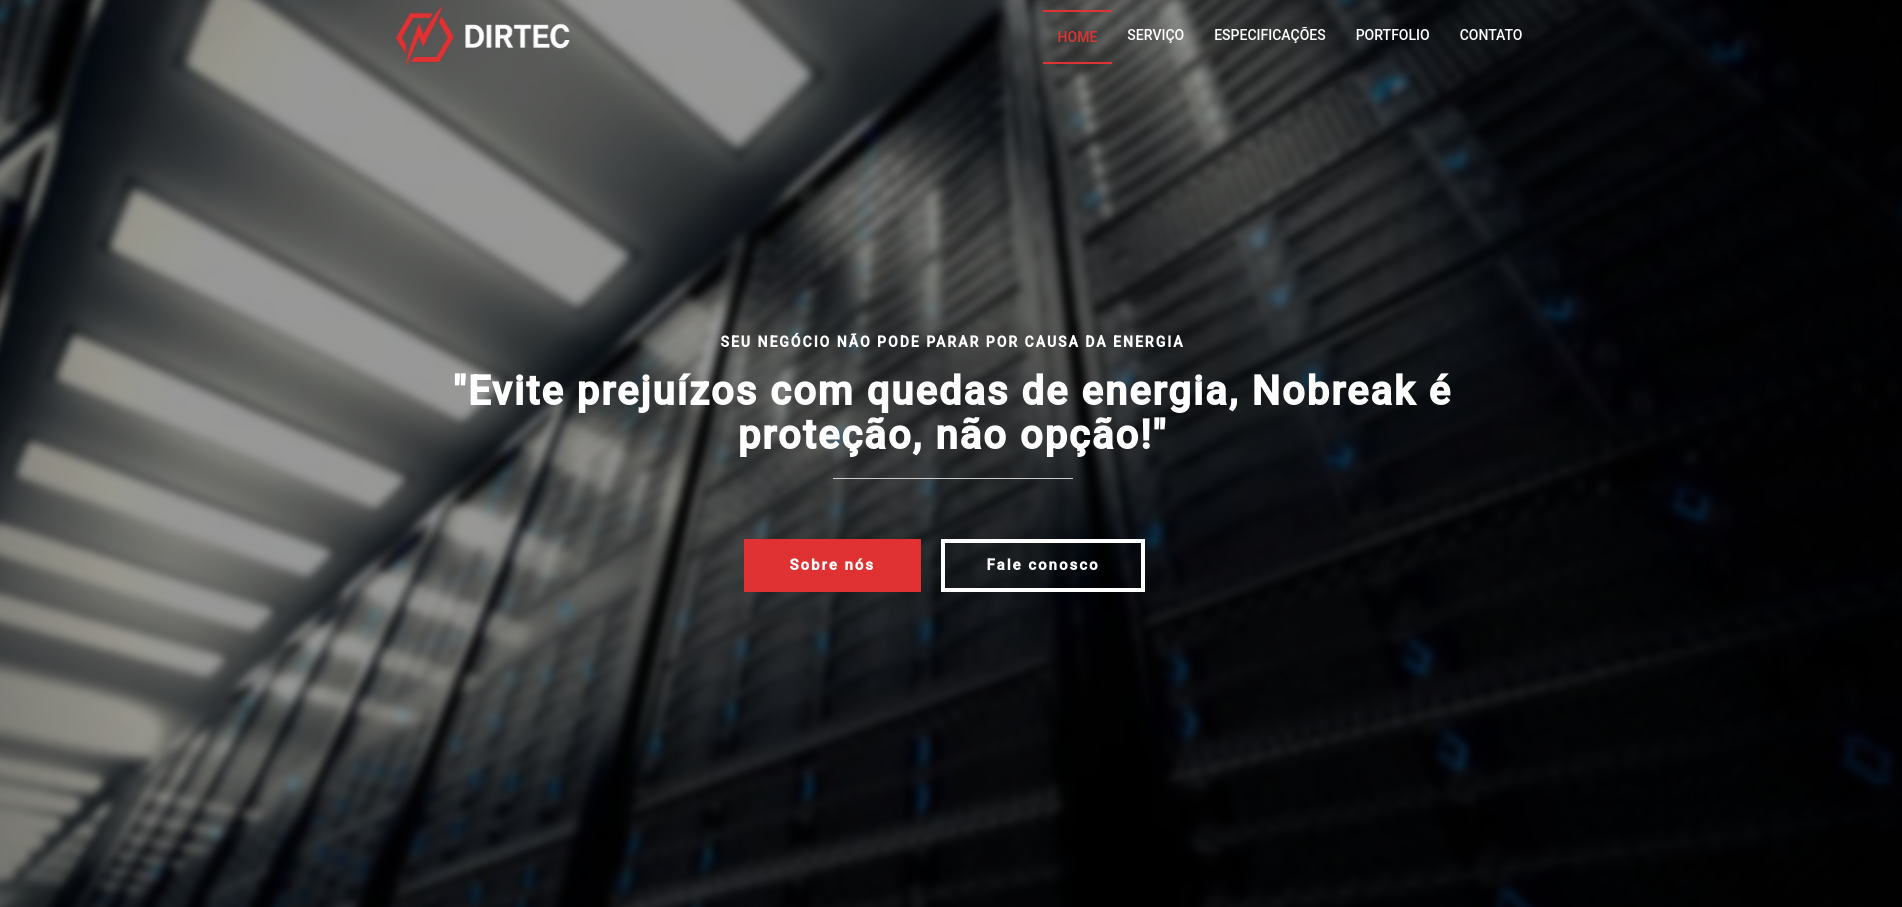 DIRTEC
HOME SERVIÇO ESPECIFICAÇÕES PORTFOLIO CONTATO
SEU NEGÓCIO NÃO PODE PARAR POR CAUSA DA ENERGIA
"Evite prejuízos com quedas de energia, Nobreak é
proteção, não opção!"
Sobre nós
Fale conosco